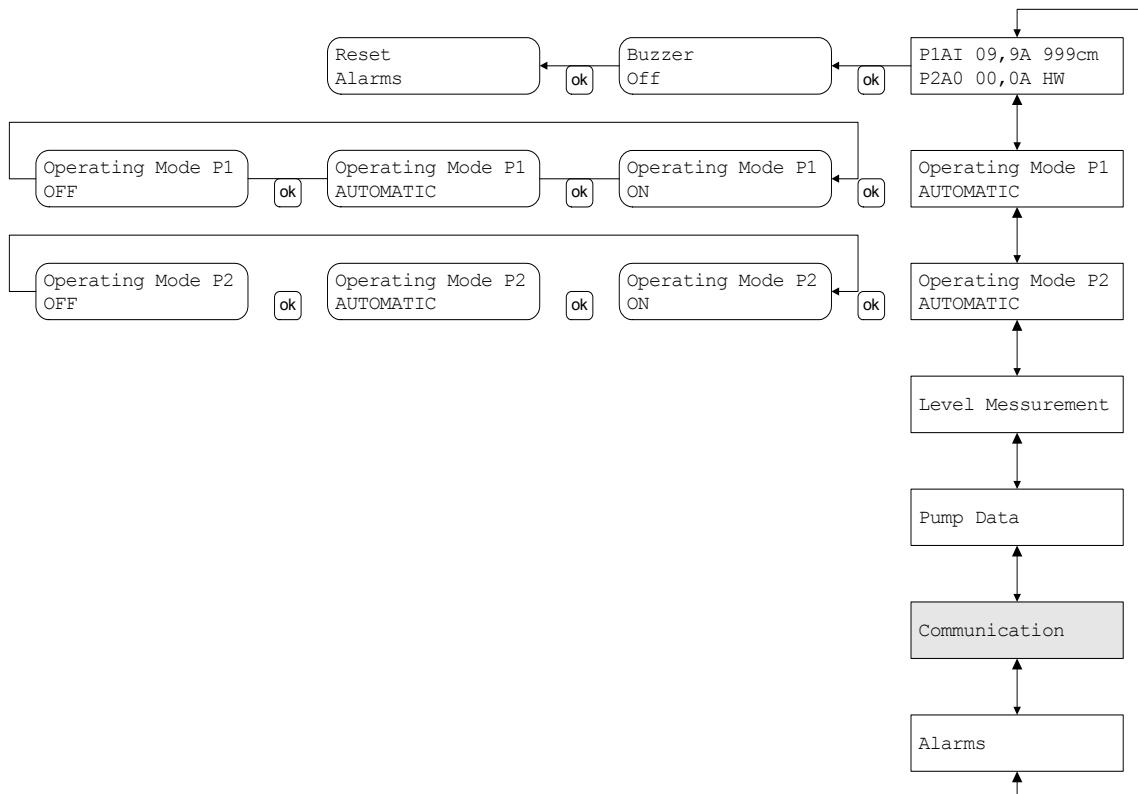 Reset
Alarms
ok
Buzzer
Off
ok
P1AI 09,9A 999cm
P2A0 00,0A HW
Operating Mode P1
OFF
ok
Operating Mode P1
AUTOMATIC
ok
Operating Mode P1
ON
ok
Operating Mode P1
AUTOMATIC
Operating Mode P2
OFF
ok
Operating Mode P2
AUTOMATIC
ok
Operating Mode P2
ON
ok
Operating Mode P2
AUTOMATIC
Level Messurement
Pump Data
Communication
Alarms